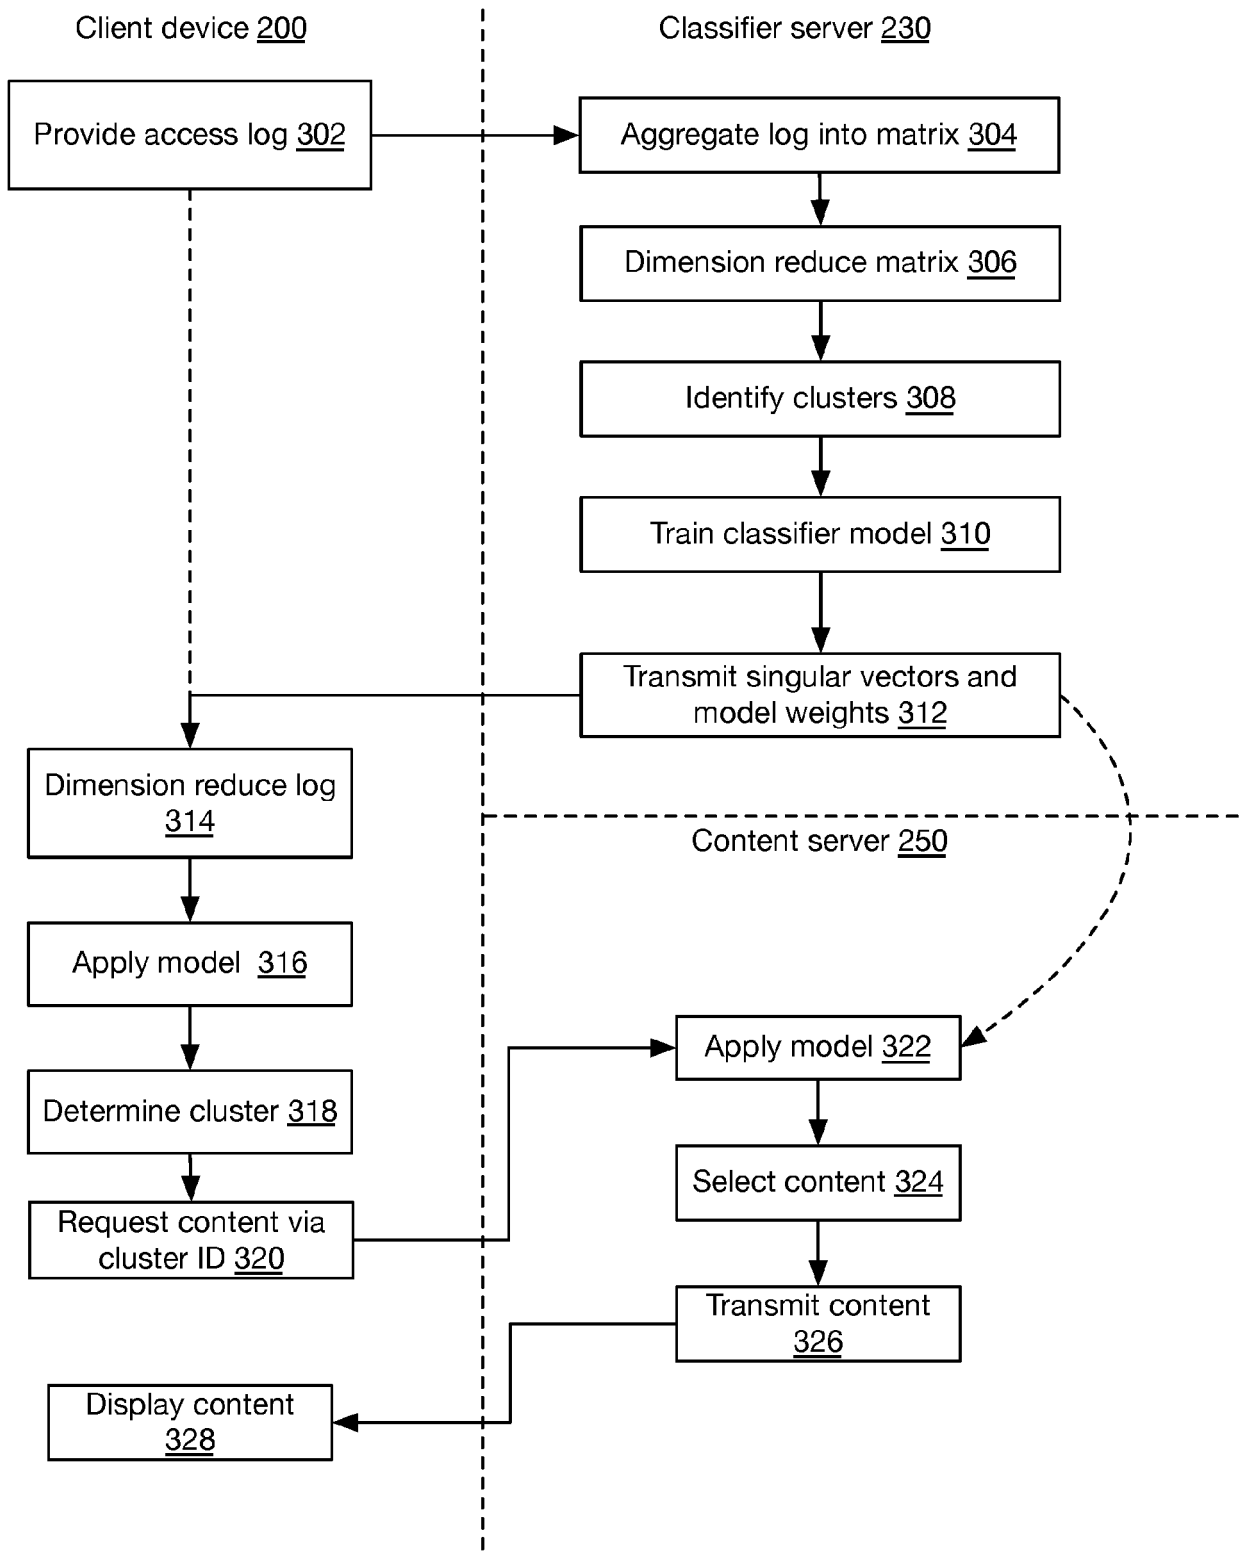 Client device 200
Classifier server 230
Provide access log 302
Aggregate log into matrix 304
Dimension reduce matrix 306
Identify clusters 308
Train classifier model 310
Transmit singular vectors and
model weights 312
Dimension reduce log
314
Content server 250
Apply model 316
Apply model 322
Determine cluster 318
Select content 324
Request content via
cluster ID 320
Transmit content
326
Display content
328